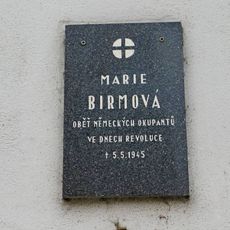 MARIE
BIRMOVÁ
OBĚŤ NĚMECKÝCH OKUPANTŮ
VE DNECH REVOLUCE
† 5.5.1945